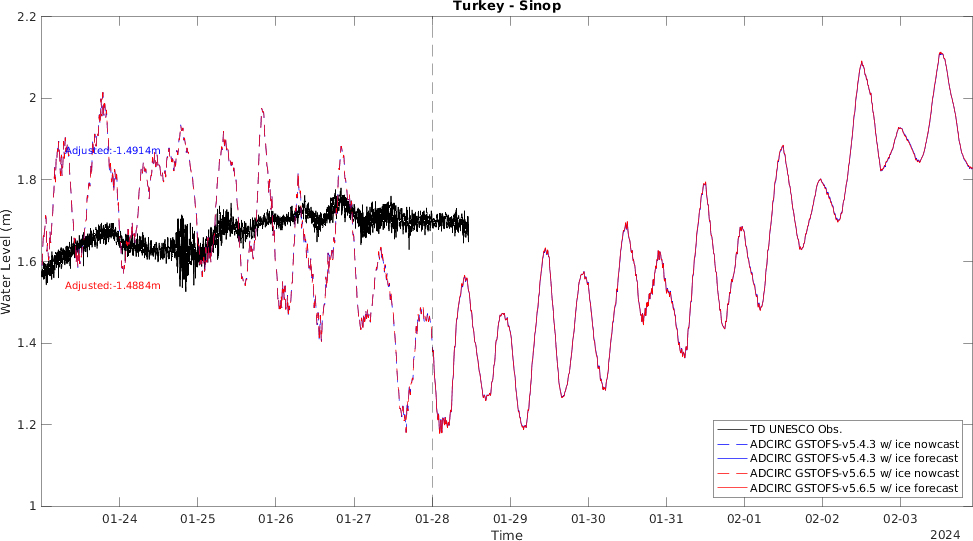 Turkey - Sinop
2.2
2
1.8
1.6
1.4
1.2
1
Water Level (m)
Adjusted:-1.4914m
Adjusted:-1.4884m
TD UNESCO Obs.
ADCIRC GSTOFS-v5.4.3 w/ ice nowcast
ADCIRC GSTOFS-v5.4.3 w/ ice forecast
ADCIRC GSTOFS-v5.6.5 w/ ice nowcast
ADCIRC GSTOFS-v5.6.5 w/ ice forecast
01-24 01-25 01-26 01-27 01-28 01-29 01-30 01-31 02-01 02-02 02-03
Time
2024